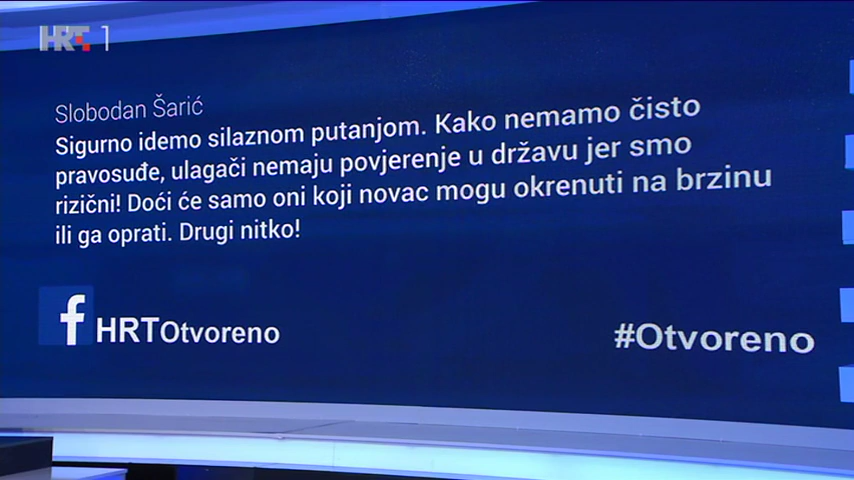 HRT 1
Slobodan Šarić
Sigurno idemo silaznom putanjom. Kako nemamo čisto
pravosuđe, ulagači nemaju povjerenje u državu jer smo
rizični! Doći će samo oni koji novac mogu okrenuti na brzinu
ili ga oprati. Drugi nitko!
f HRTOtvoreno
#Otvoreno